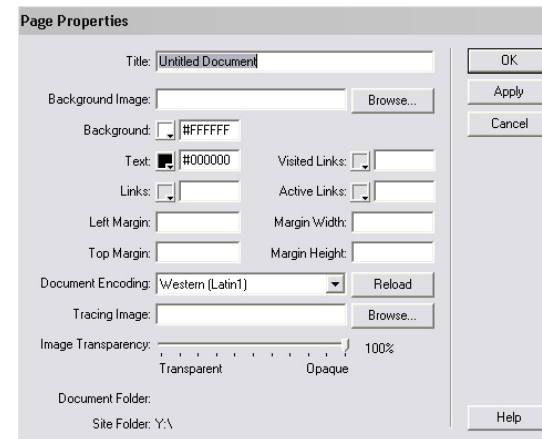 Page Properties
Title: Untitled Document
OK
Background Image: Browse...
Apply
Background: #FFFFFF
Cancel
Text: #000000 Visited Links:
Links: Active Links:
Left Margin: Margin Width:
Top Margin: Margin Height:
Document Encoding: Western (Latin1) Reload
Tracing Image: Browse...
Image Transparency: 100%
Transparent Opaque
Document Folder:
Site Folder: Y:\
Help